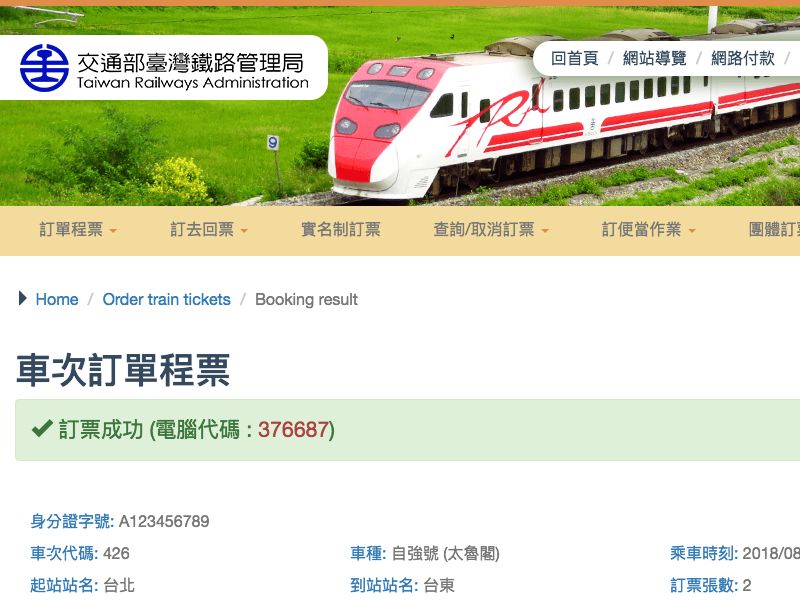 交通部臺灣鐵路管理局
Taiwan Railways Administration
回首頁 / 網站導覽 / 網路付款 /
TRA
9
訂單程票 訂去回票 實名制訂票 查詢/取消訂票 訂便當作業 團體訂票
Home / Order train tickets / Booking result
車次訂單程票
訂票成功 (電腦代碼 : 376687)
身分證字號: A123456789
車次代碼: 426 車種: 自強號 (太魯閣) 乘車時刻: 2018/08
起站站名: 台北 到站站名: 台東 訂票張數: 2